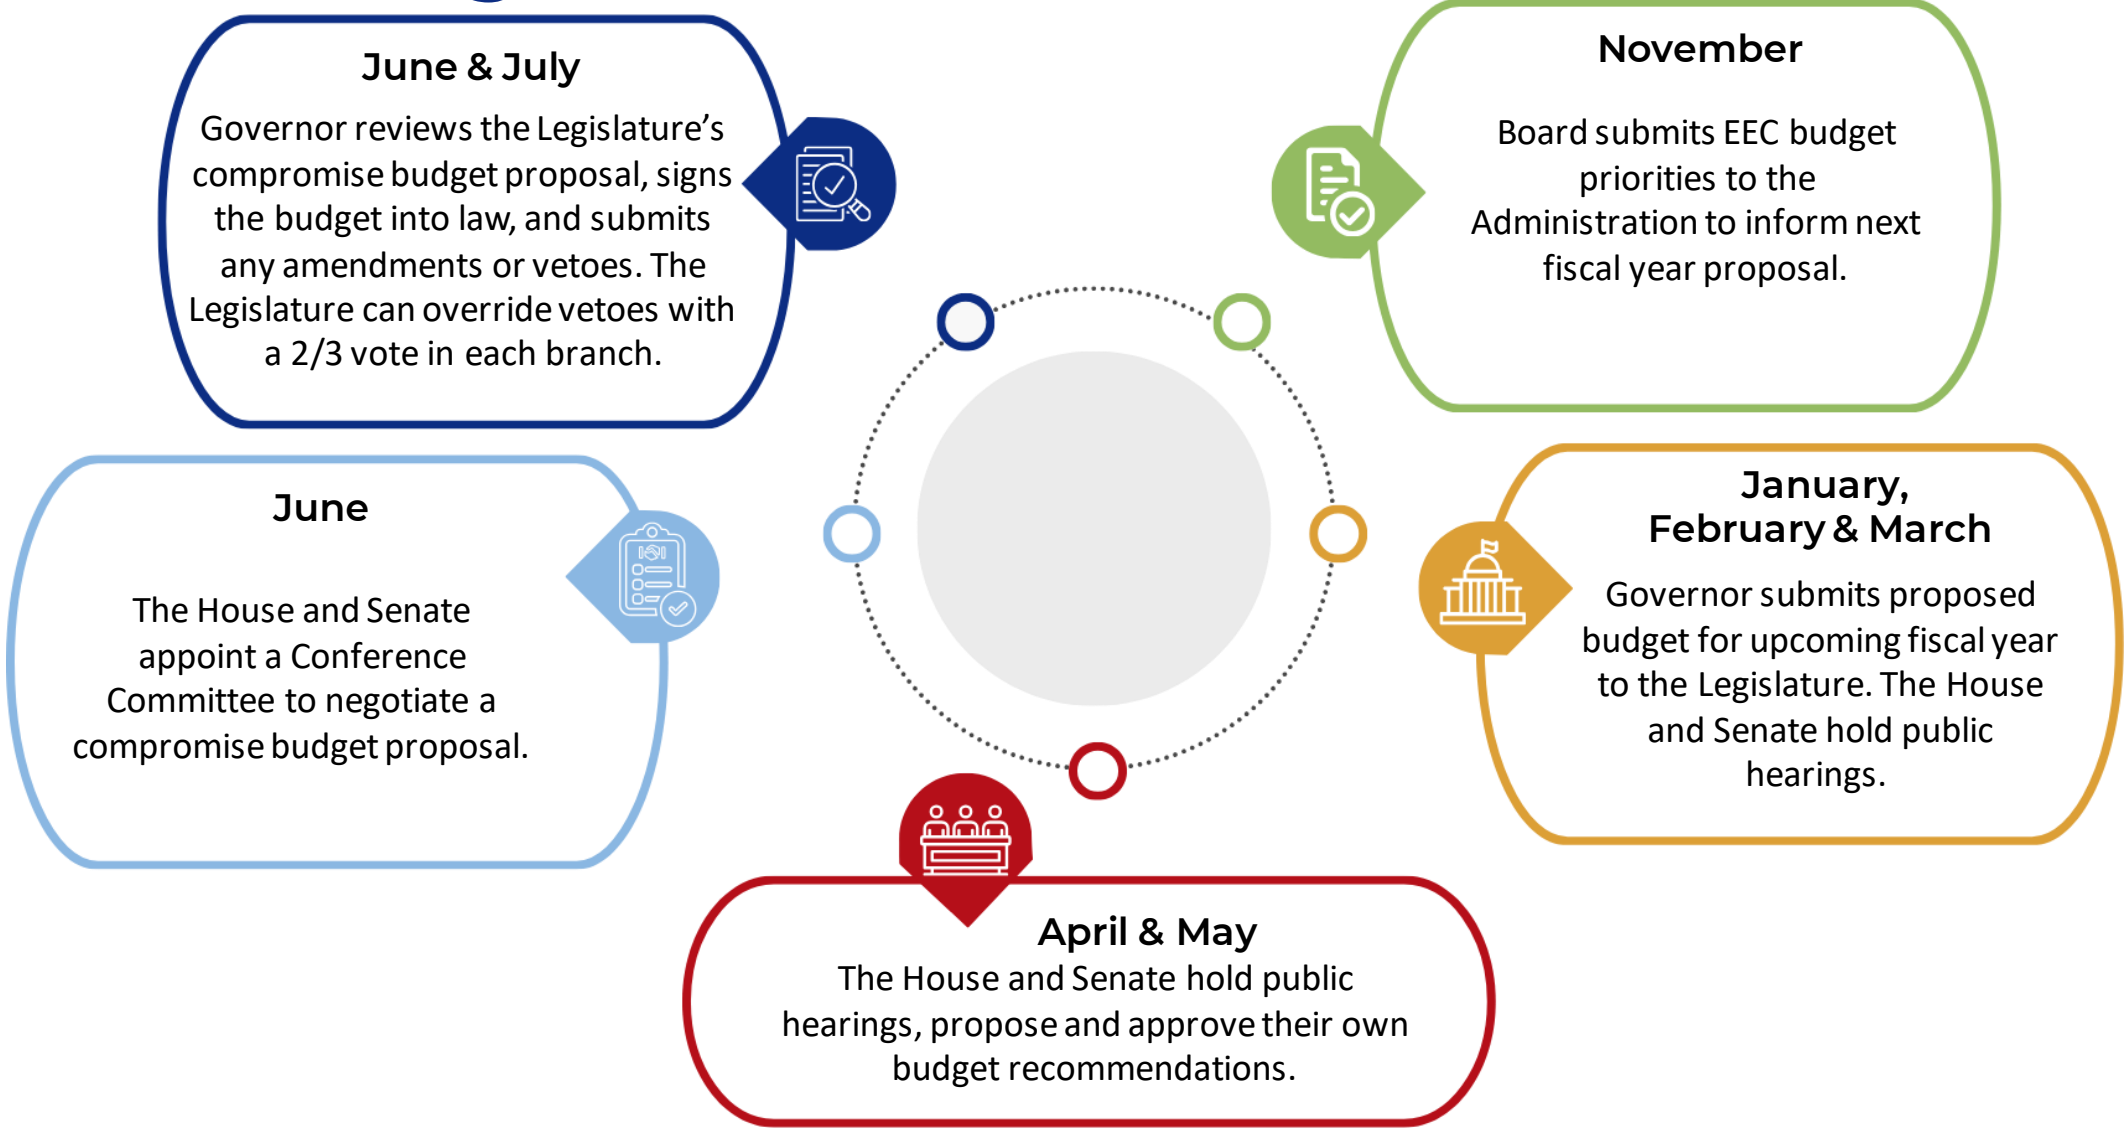 June & July
Governor reviews the Legislature’s
compromise budget proposal, signs
the budget into law, and submits
any amendments or vetoes. The
Legislature can override vetoes with
a 2/3 vote in each branch.
November
Board submits EEC budget
priorities to the
Administration to inform next
fiscal year proposal.
June
The House and Senate
appoint a Conference
Committee to negotiate a
compromise budget proposal.
January,
February & March
Governor submits proposed
budget for upcoming fiscal year
to the Legislature. The House
and Senate hold public
hearings.
April & May
The House and Senate hold public
hearings, propose and approve their own
budget recommendations.